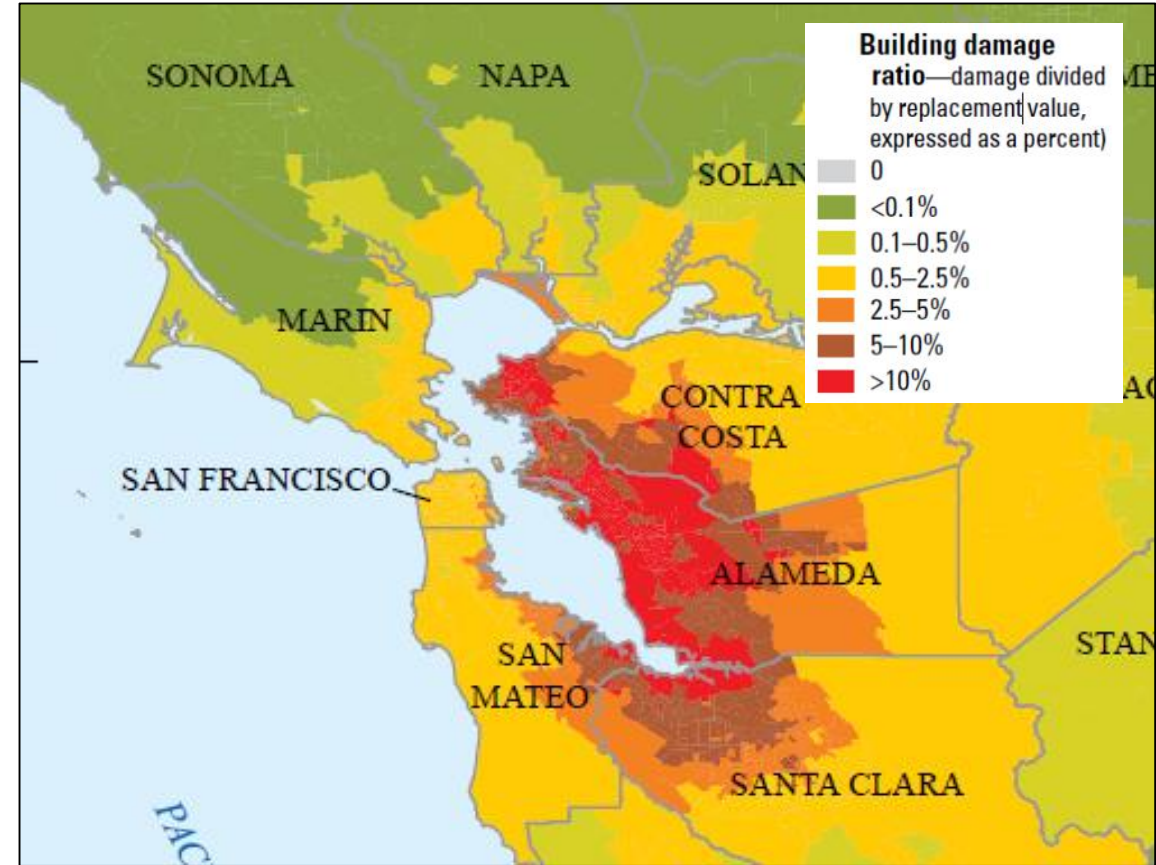 SONOMA
NAPA
SOLAN
MARIN
CONTRA
COSTA
SAN FRANCISCO
ALAMEDA
SAN
MATEO
STAN
SANTA CLARA
PAC
Building damage
ratio—damage divided
by replacement value,
expressed as a percent)
0
<0.1%
0.1–0.5%
0.5–2.5%
2.5–5%
5–10%
>10%
ME
AC